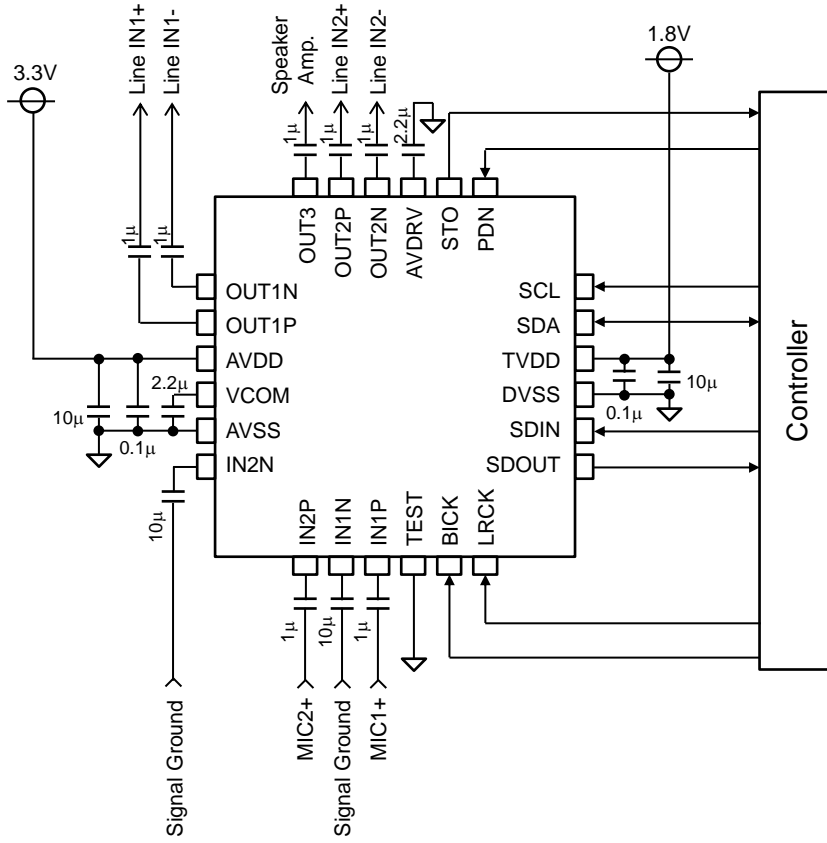 Line IN1+
Line IN1-
Speaker
Amp.
Line IN2+
Line IN2-
3.3V
1.8V
1μ
1μ
1μ
1μ
1μ
2.2μ
OUT3
OUT2P
OUT2N
AVDRV
STO
PDN
OUT1N
OUT1P
AVDD
VCOM
AVSS
IN2N
2.2μ
10μ
0.1μ
10μ
SCL
SDA
TVDD
DVSS
SDIN
SDOUT
0.1μ
10μ
Controller
IN2P
IN1N
IN1P
TEST
BICK
LRCK
1μ
10μ
1μ
Signal Ground
MIC2+
Signal Ground
MIC1+